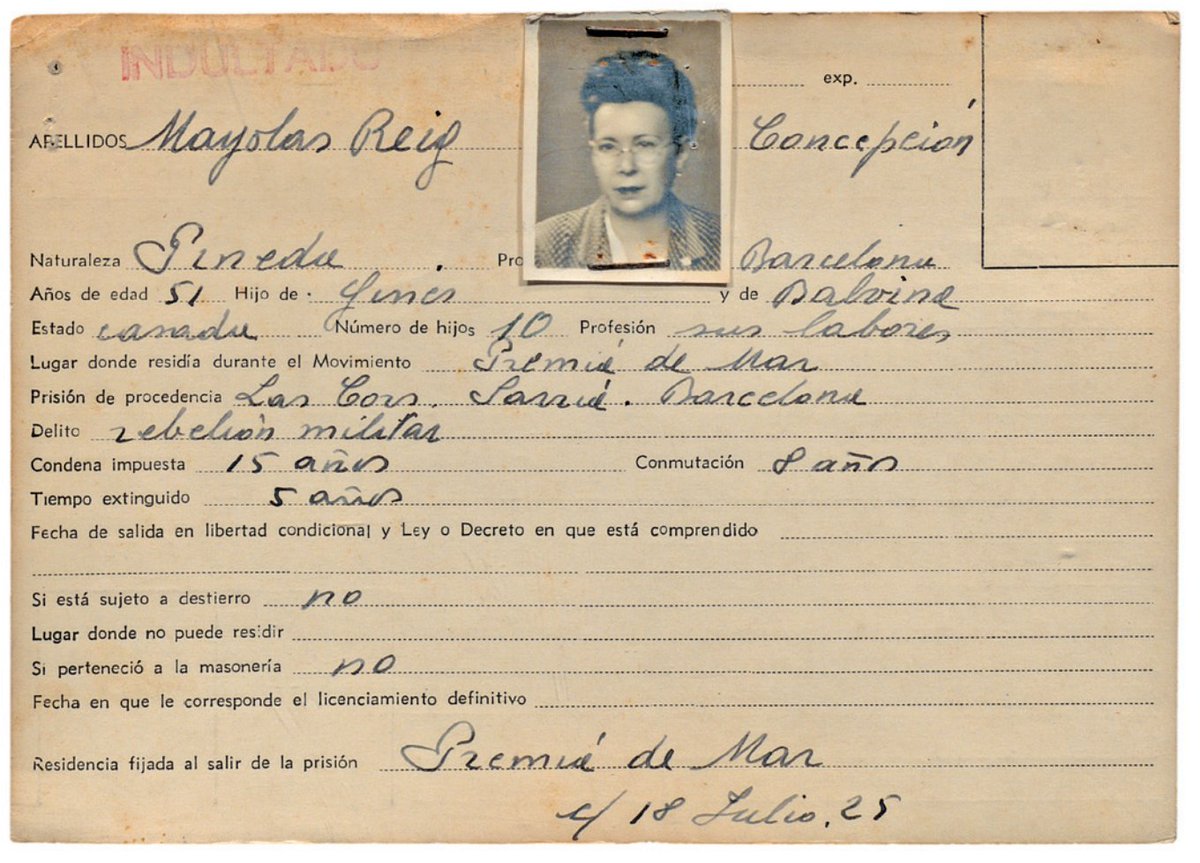 INDULTADO
exp.
APELLIDOS Mayolas Reig Concepción
Naturaleza Pineda Pro Barcelona
Años de edad 51 Hijo de Gines y de Balvina
Estado casada Número de hijos 10 Profesión sus labores
Lugar donde residía durante el Movimiento Premiá de Mar
Prisión de procedencia Las Cors. Sarriá. Barcelona
Delito rebelión militar
Condena impuesta 15 años Conmutación 8 años
Tiempo extinguido 5 años
Fecha de salida en libertad condicional y Ley o Decreto en que está comprendido
Si está sujeto a destierro no
Lugar donde no puede residir
Si perteneció a la masonería no
Fecha en que le corresponde el licenciamiento definitivo
Residencia fijada al salir de la prisión Premiá de Mar
c/ 18 Julio. 25